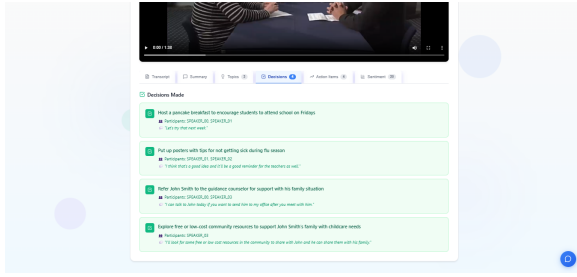 0:00 / 1:30
Transcript
Summary
Topics
Decisions 4
Action Items
Sentiment
Decisions Made
Host a pancake breakfast to encourage students to attend school on Fridays
Participants: SPEAKER_00, SPEAKER_01
"Let's try that next week."
Put up posters with tips for not getting sick during flu season
Participants: SPEAKER_01, SPEAKER_02
"I think that's a good idea and it'd be a good reminder for the teachers as well."
Refer John Smith to the guidance counselor for support with his family situation
Participants: SPEAKER_00, SPEAKER_03
"I can talk to John today if you want to send him to my office after you meet with him."
Explore free or low-cost community resources to support John Smith's family with childcare needs
Participants: SPEAKER_03
"I'll look for some free or low cost resources in the community to share with John and he can share them with his family."